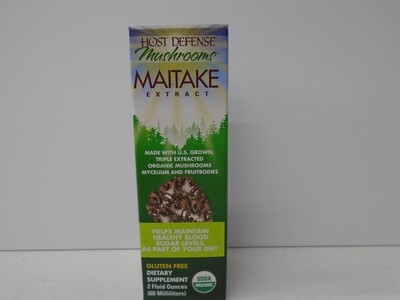 HOST DEFENSE®
Mushrooms
MAITAKE
EXTRACT
MADE WITH U.S. GROWN,
TRIPLE EXTRACTED
ORGANIC MUSHROOMS
MYCELIUM AND FRUITBODIES
HELPS MAINTAIN
HEALTHY BLOOD
SUGAR LEVELS,
AS PART OF YOUR DIET*
GLUTEN FREE
DIETARY
SUPPLEMENT
2 Fluid Ounces
(60 Milliliters)
USDA
ORGANIC